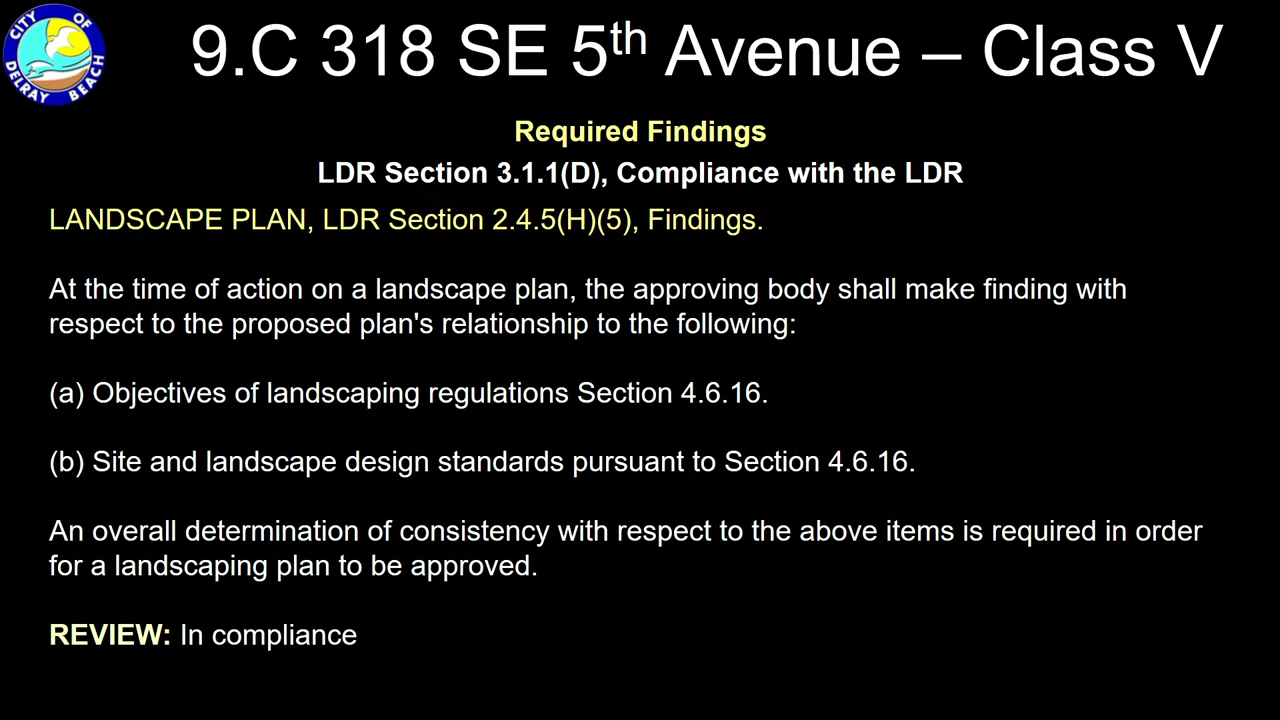 CITY OF
DELRAY BEACH
9.C 318 SE 5th Avenue – Class V
Required Findings
LDR Section 3.1.1(D), Compliance with the LDR
LANDSCAPE PLAN, LDR Section 2.4.5(H)(5), Findings.
At the time of action on a landscape plan, the approving body shall make finding with
respect to the proposed plan's relationship to the following:
(a) Objectives of landscaping regulations Section 4.6.16.
(b) Site and landscape design standards pursuant to Section 4.6.16.
An overall determination of consistency with respect to the above items is required in order
for a landscaping plan to be approved.
REVIEW: In compliance